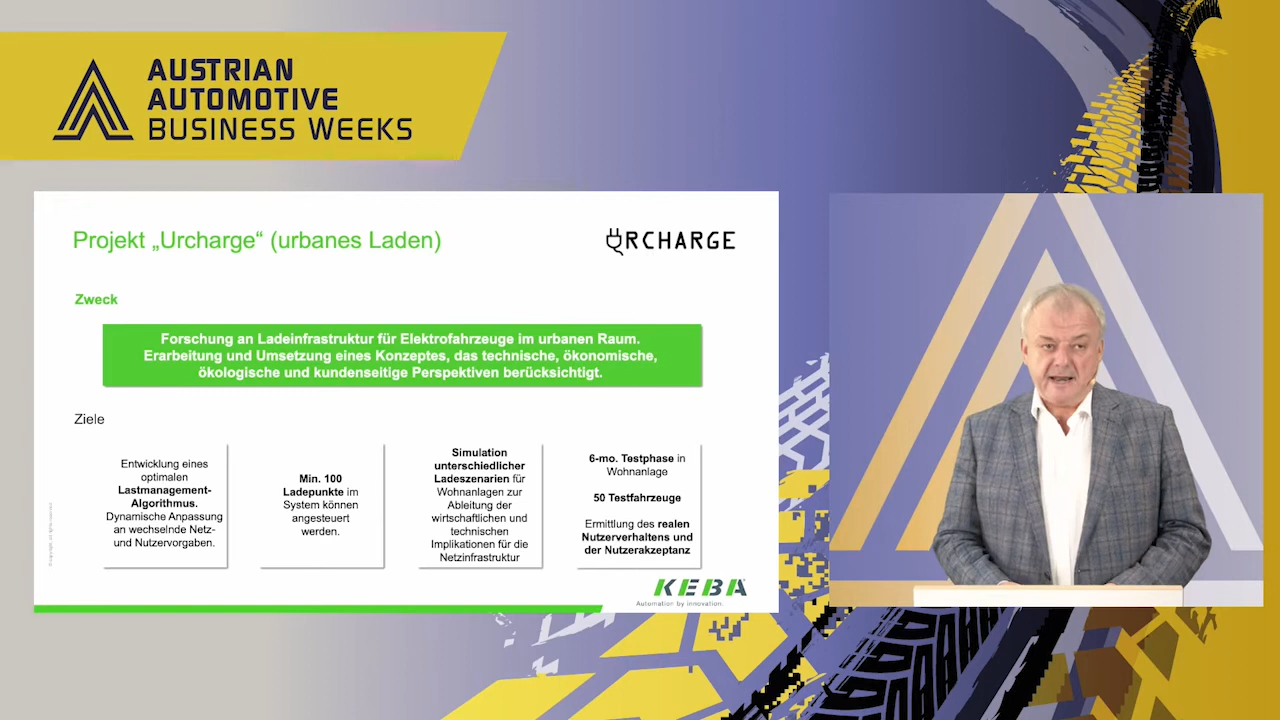 AUSTRIAN
AUTOMOTIVE
BUSINESS WEEKS
Projekt „Urcharge“ (urbanes Laden)
URCHARGE
Zweck
Forschung an Ladeinfrastruktur für Elektrofahrzeuge im urbanen Raum.
Erarbeitung und Umsetzung eines Konzeptes, das technische, ökonomische,
ökologische und kundenseitige Perspektiven berücksichtigt.
Ziele
Entwicklung eines
optimalen
Lastmanagement-
Algorithmus.
Dynamische Anpassung
an wechselnde Netz-
und Nutzervorgaben.
Min. 100
Ladepunkte im
System können
angesteuert
werden.
Simulation
unterschiedlicher
Ladeszenarien für
Wohnanlagen zur
Ableitung der
wirtschaftlichen und
technischen
Implikationen für die
Netzinfrastruktur
6-mo. Testphase in
Wohnanlage
50 Testfahrzeuge
Ermittlung des realen
Nutzerverhaltens und
der Nutzerakzeptanz
KEBA
Automation by innovation.